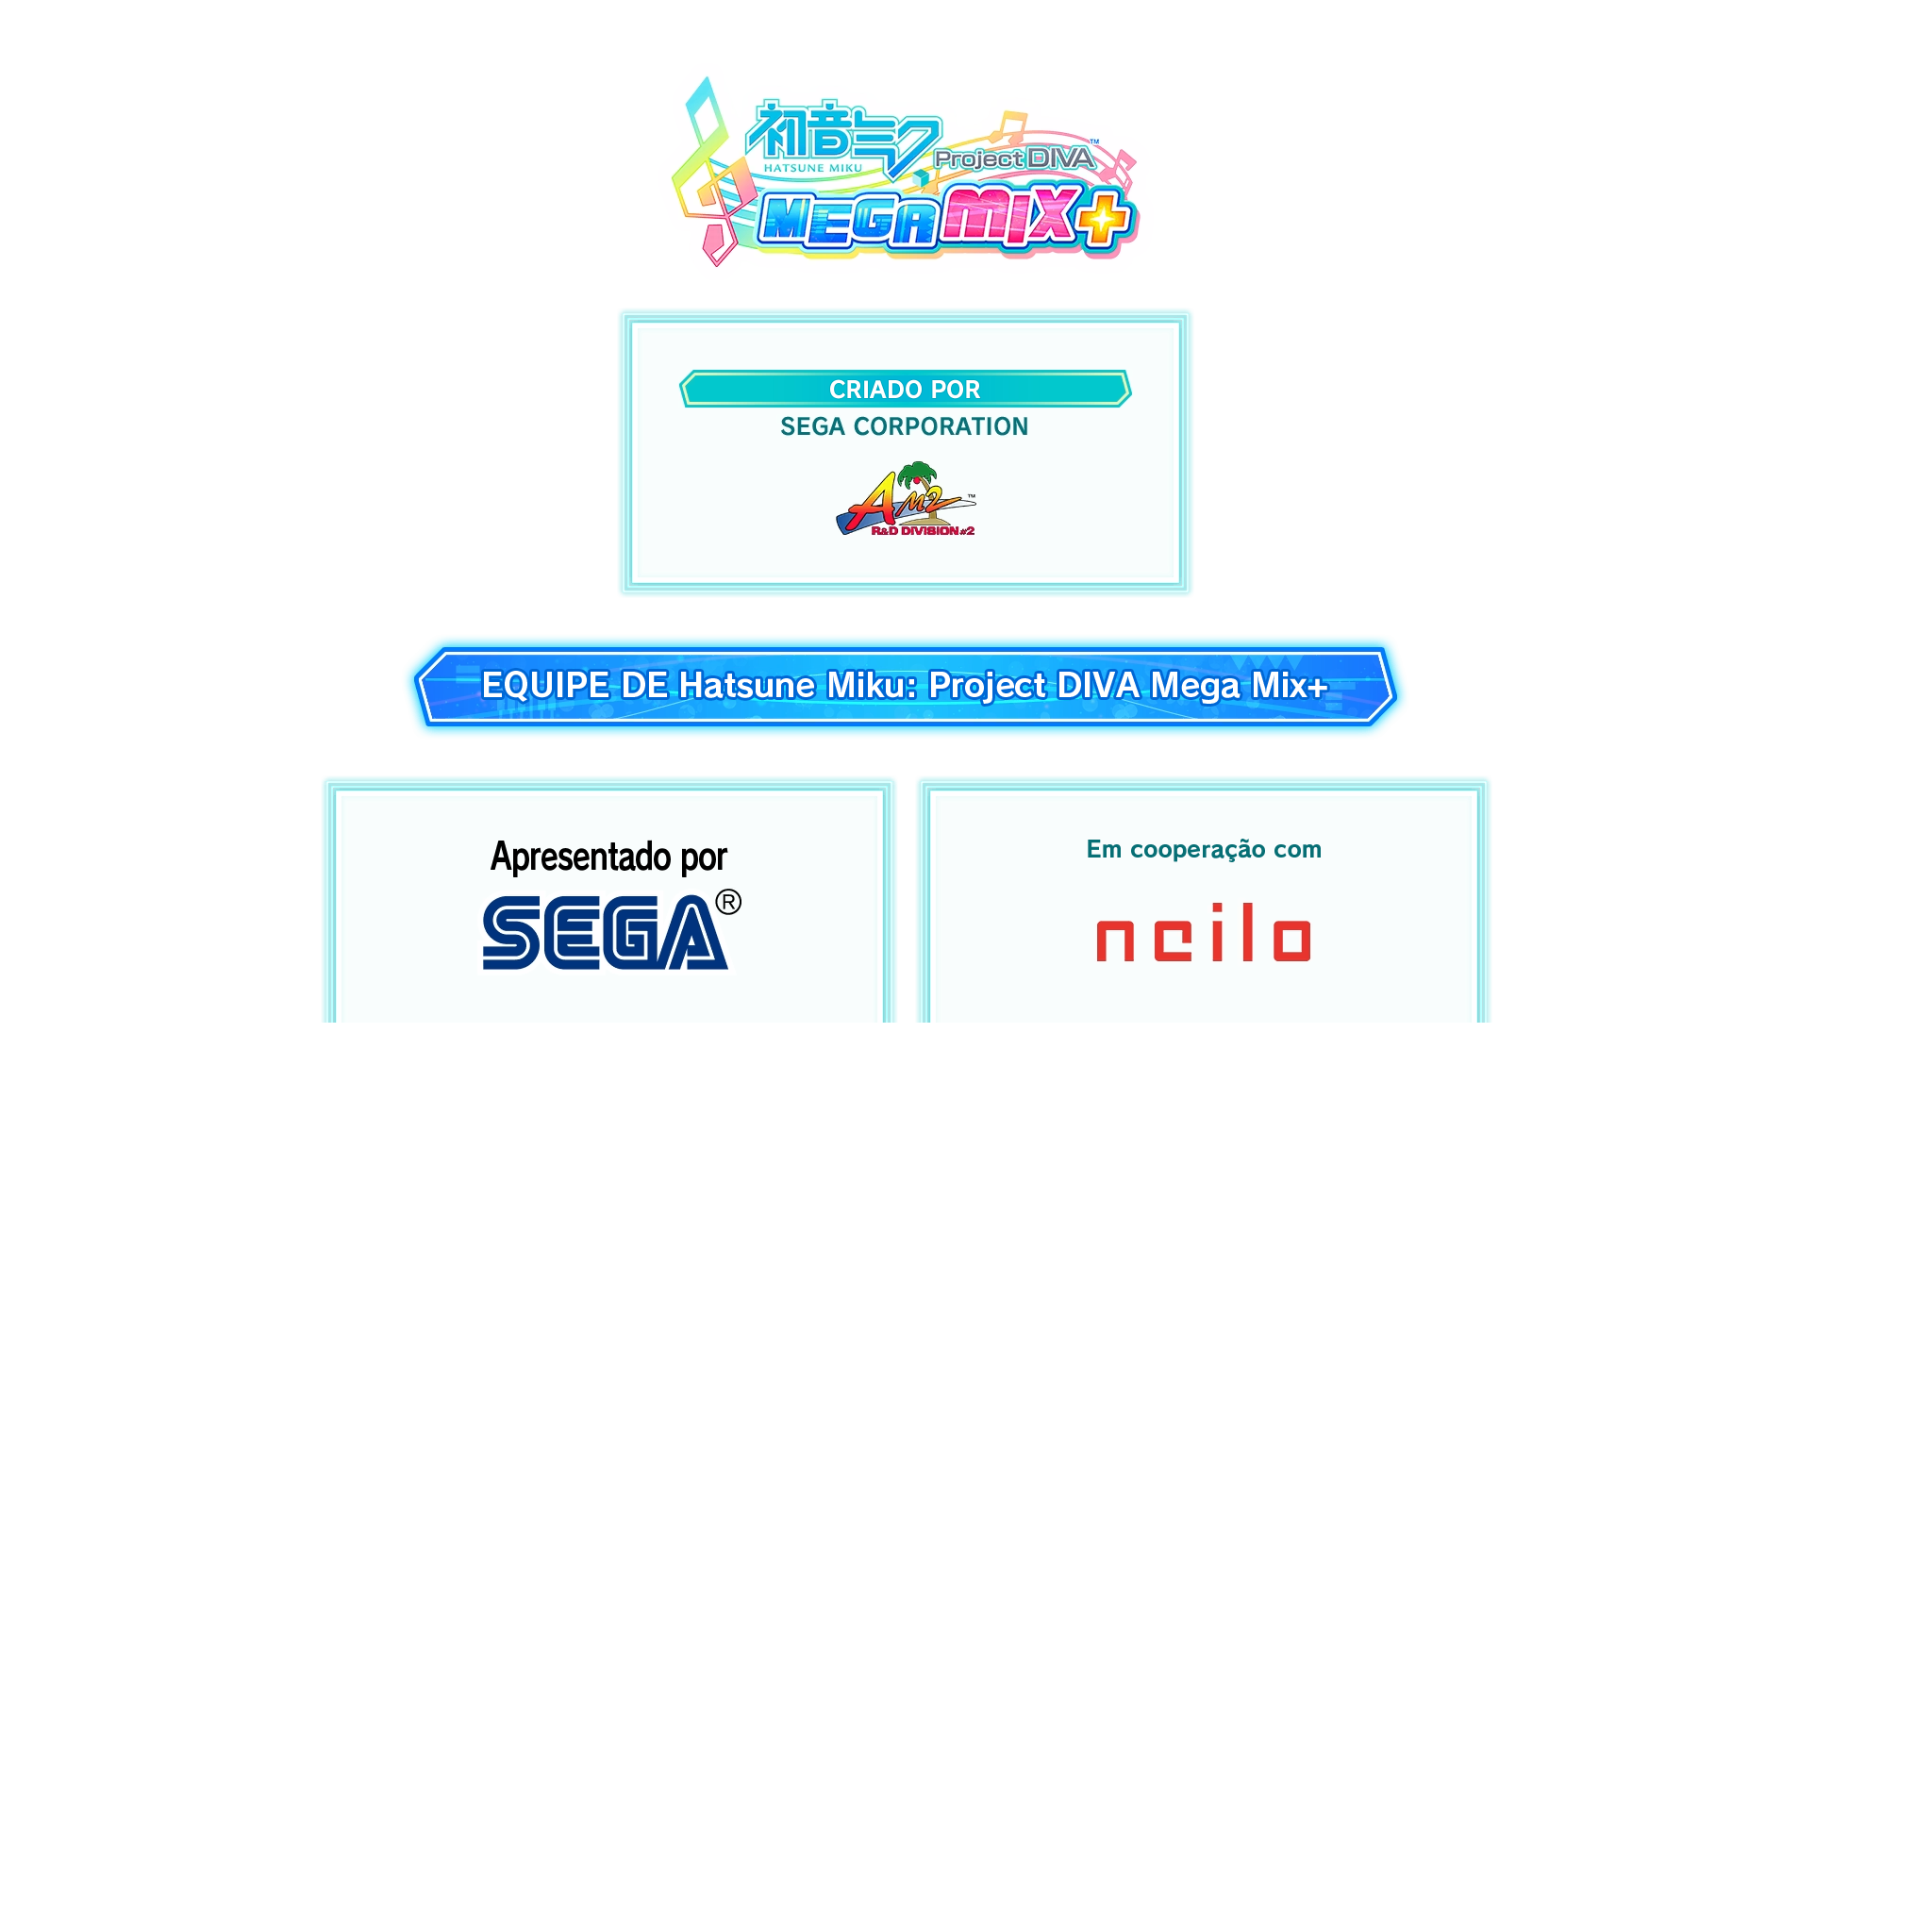 初音ミク
HATSUNE MIKU
Project DIVA™
MEGA MIX+
CRIADO POR
SEGA CORPORATION
AM2™
R&D DIVISION #2
EQUIPE DE Hatsune Miku: Project DIVA Mega Mix+
Apresentado por
SEGA®
Em cooperação com
neilo